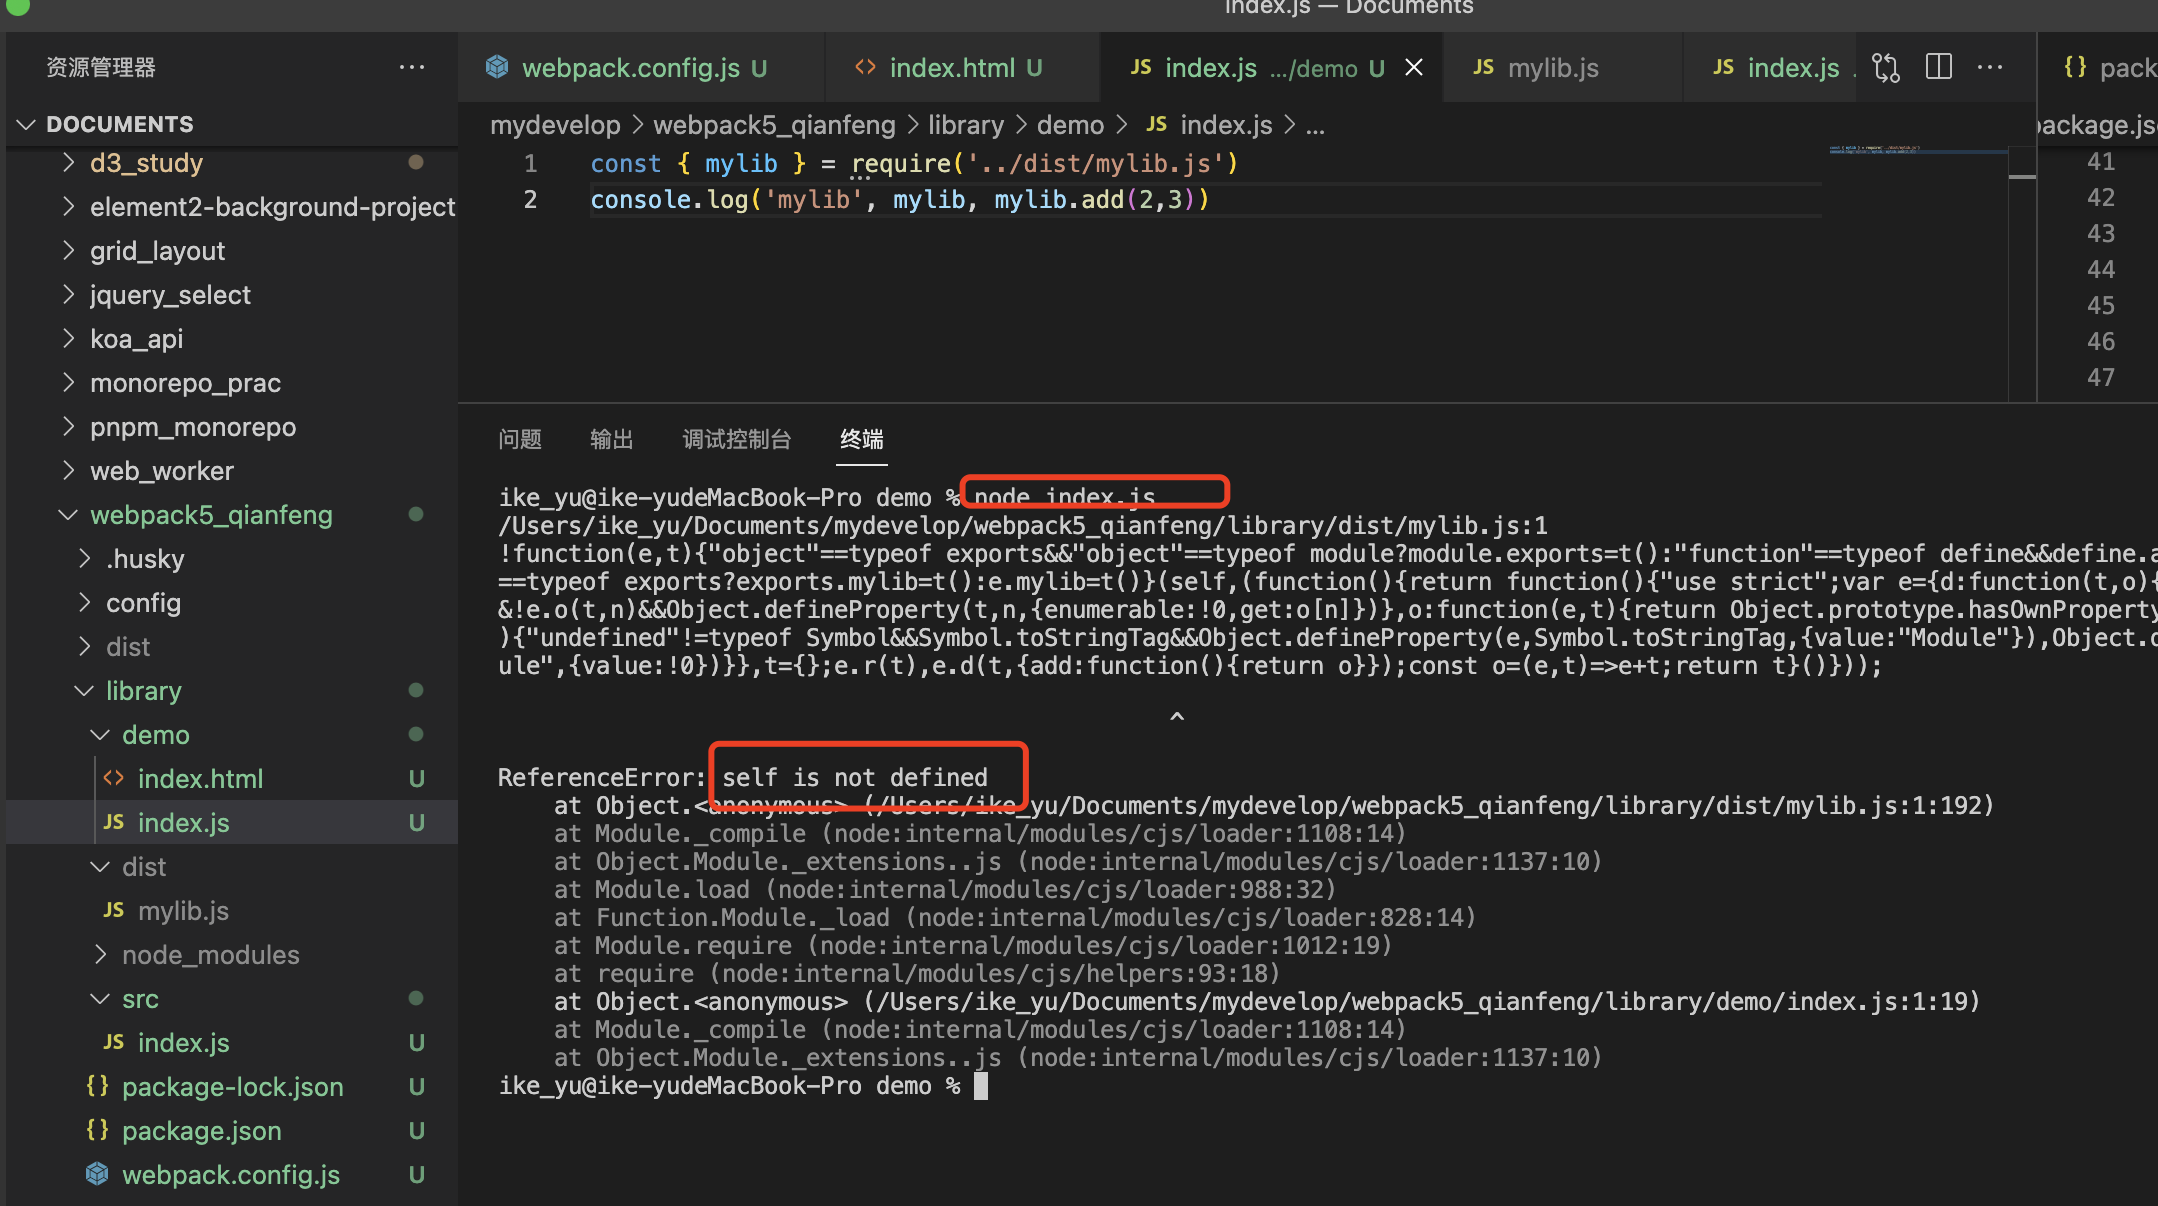 index.js — Documents
资源管理器 ···
DOCUMENTS
d3_study
element2-background-project
grid_layout
jquery_select
koa_api
monorepo_prac
pnpm_monorepo
web_worker
webpack5_qianfeng
.husky
config
dist
library
demo
index.html U
index.js U
dist
mylib.js
node_modules
src
index.js U
{} package-lock.json U
{} package.json U
webpack.config.js U
webpack.config.js U
<> index.html U
JS index.js .../demo U ×
JS mylib.js
JS index.js .
···
{} pack
mydevelop > webpack5_qianfeng > library > demo > JS index.js > ...
package.js
1 const { mylib } = require('../dist/mylib.js')
2 console.log('mylib', mylib, mylib.add(2,3))
41
42
43
44
45
46
47
问题 输出 调试控制台 终端
ike_yu@ike-yudeMacBook-Pro demo % node index.js
/Users/ike_yu/Documents/mydevelop/webpack5_qianfeng/library/dist/mylib.js:1
!function(e,t){"object"==typeof exports&&"object"==typeof module?module.exports=t():"function"==typeof define&&define.a
==typeof exports?exports.mylib=t():e.mylib=t()}(self,(function(){return function(){"use strict";var e={d:function(t,o){
&!e.o(t,n)&&Object.defineProperty(t,n,{enumerable:!0,get:o[n]})},o:function(e,t){return Object.prototype.hasOwnProperty
){"undefined"!=typeof Symbol&&Symbol.toStringTag&&Object.defineProperty(e,Symbol.toStringTag,{value:"Module"}),Object.d
ule",{value:!0})}},t={};e.r(t),e.d(t,{add:function(){return o}});const o=(e,t)=>e+t;return t}()}));
^
ReferenceError: self is not defined
at Object.<anonymous> (/Users/ike_yu/Documents/mydevelop/webpack5_qianfeng/library/dist/mylib.js:1:192)
at Module._compile (node:internal/modules/cjs/loader:1108:14)
at Object.Module._extensions..js (node:internal/modules/cjs/loader:1137:10)
at Module.load (node:internal/modules/cjs/loader:988:32)
at Function.Module._load (node:internal/modules/cjs/loader:828:14)
at Module.require (node:internal/modules/cjs/loader:1012:19)
at require (node:internal/modules/cjs/helpers:93:18)
at Object.<anonymous> (/Users/ike_yu/Documents/mydevelop/webpack5_qianfeng/library/demo/index.js:1:19)
at Module._compile (node:internal/modules/cjs/loader:1108:14)
at Object.Module._extensions..js (node:internal/modules/cjs/loader:1137:10)
ike_yu@ike-yudeMacBook-Pro demo %